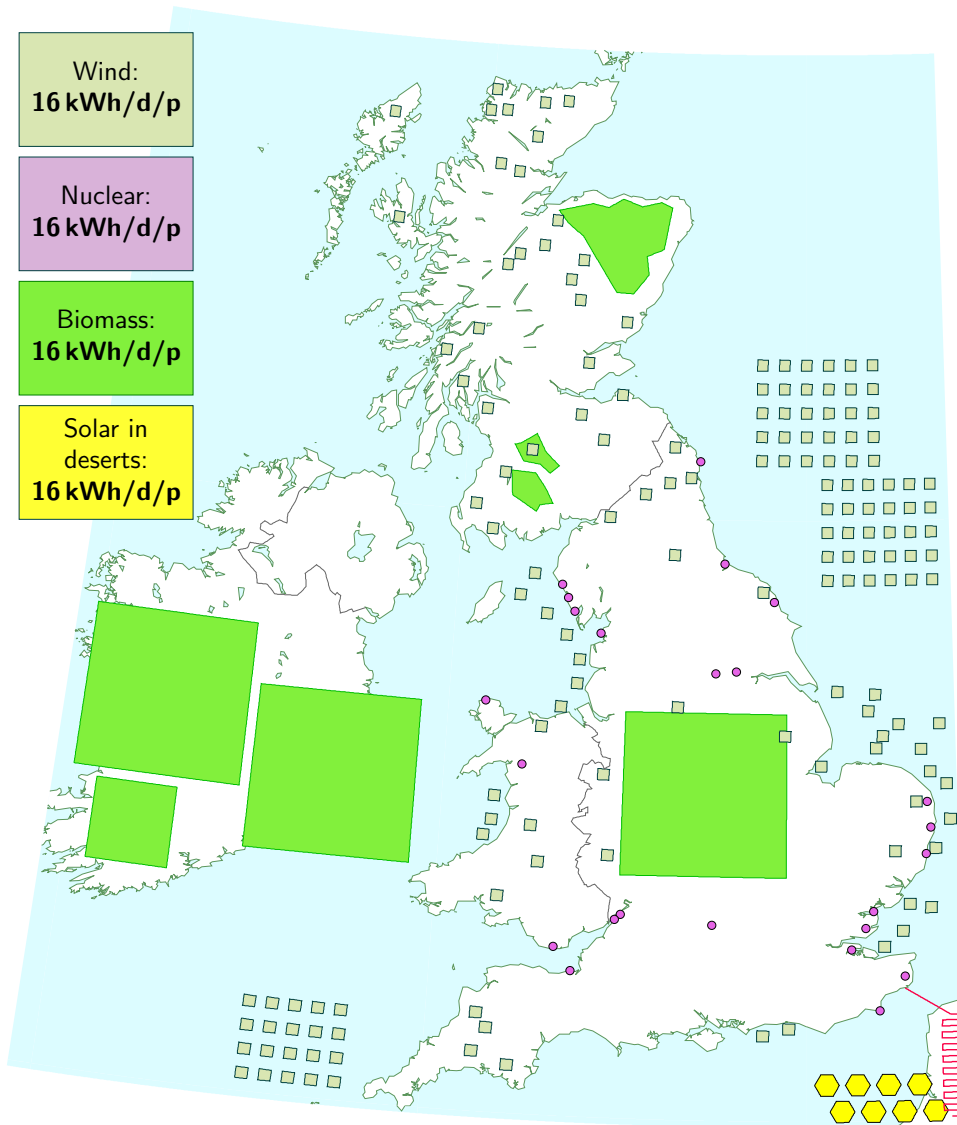 Wind:
16 kWh/d/p
Nuclear:
16 kWh/d/p
Biomass:
16 kWh/d/p
Solar in
deserts:
16 kWh/d/p